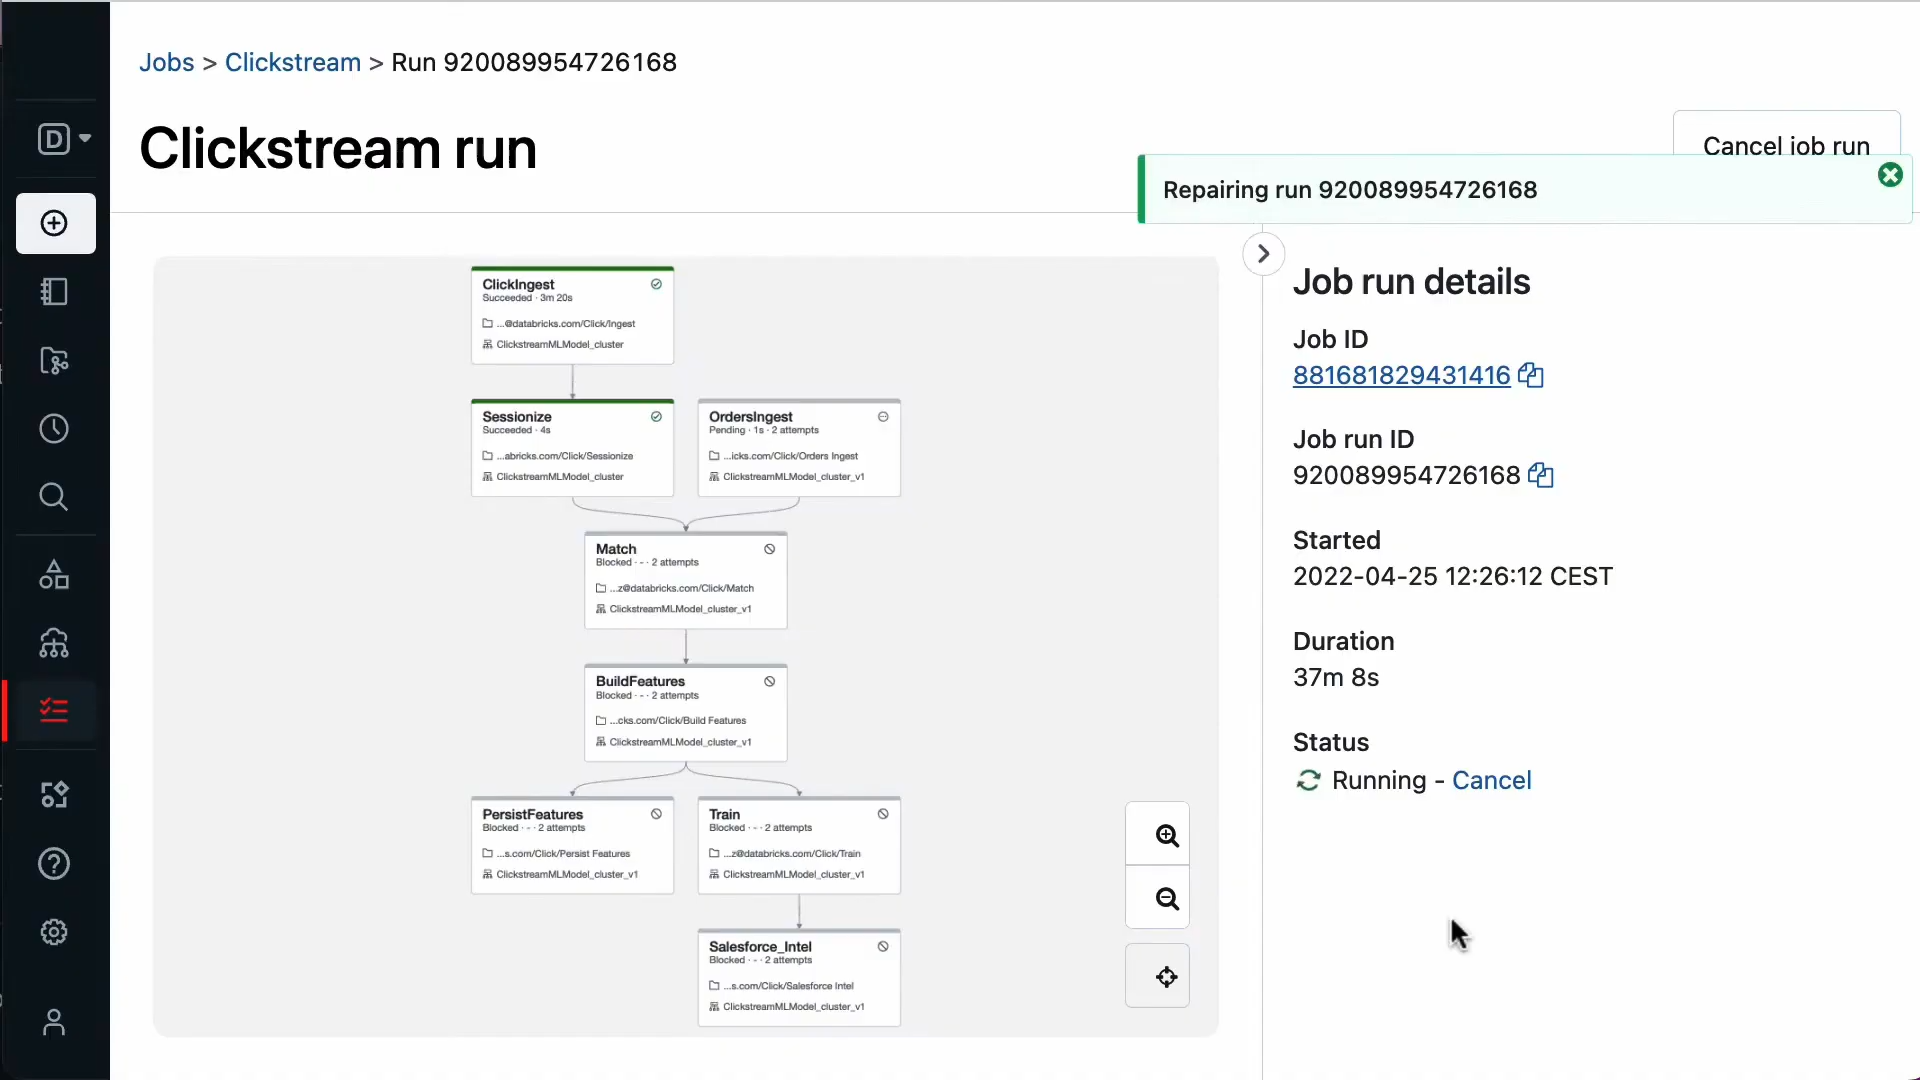 Jobs > Clickstream > Run 920089954726168
D
Clickstream run
Cancel job run
Repairing run 920089954726168
ClickIngest
Succeeded · 3m 20s
...@databricks.com/Click/Ingest
ClickstreamMLModel_cluster
Sessionize
Succeeded · 4s
...abricks.com/Click/Sessionize
ClickstreamMLModel_cluster
OrdersIngest
Pending · 1s · 2 attempts
...icks.com/Click/Orders Ingest
ClickstreamMLModel_cluster_v1
Match
Blocked · - · 2 attempts
...z@databricks.com/Click/Match
ClickstreamMLModel_cluster_v1
BuildFeatures
Blocked · - · 2 attempts
...cks.com/Click/Build Features
ClickstreamMLModel_cluster_v1
PersistFeatures
Blocked · - · 2 attempts
...s.com/Click/Persist Features
ClickstreamMLModel_cluster_v1
Train
Blocked · - · 2 attempts
...z@databricks.com/Click/Train
ClickstreamMLModel_cluster_v1
Salesforce_Intel
Blocked · - · 2 attempts
...s.com/Click/Salesforce Intel
ClickstreamMLModel_cluster_v1
Job run details
Job ID
881681829431416
Job run ID
920089954726168
Started
2022-04-25 12:26:12 CEST
Duration
37m 8s
Status
Running - Cancel